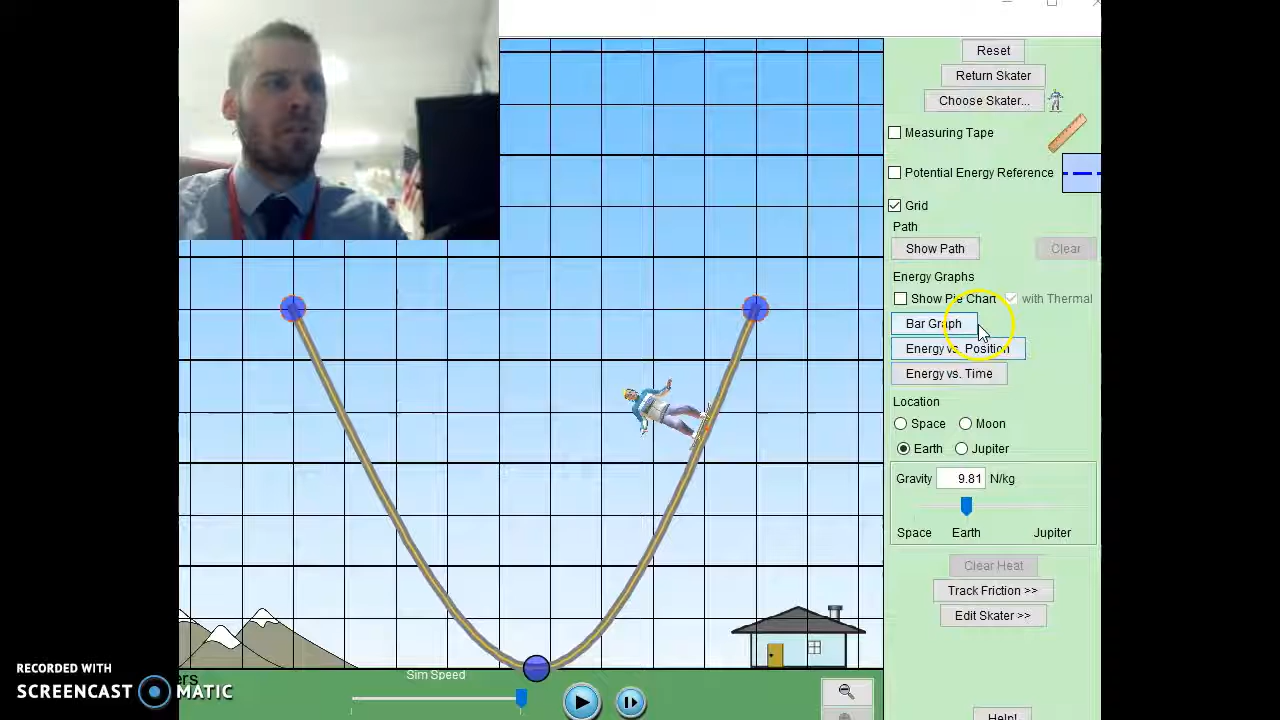 Reset
Return Skater
Choose Skater...
Measuring Tape
Potential Energy Reference
Grid
Path
Show Path
Clear
Energy Graphs
Show Pie Chart
with Thermal
Bar Graph
Energy vs. Position
Energy vs. Time
Location
Space
Moon
Earth
Jupiter
Gravity
9.81
N/kg
Space
Earth
Jupiter
Clear Heat
Track Friction >>
Edit Skater >>
Help!
Sim Speed
ers
RECORDED WITH
SCREENCAST MATIC